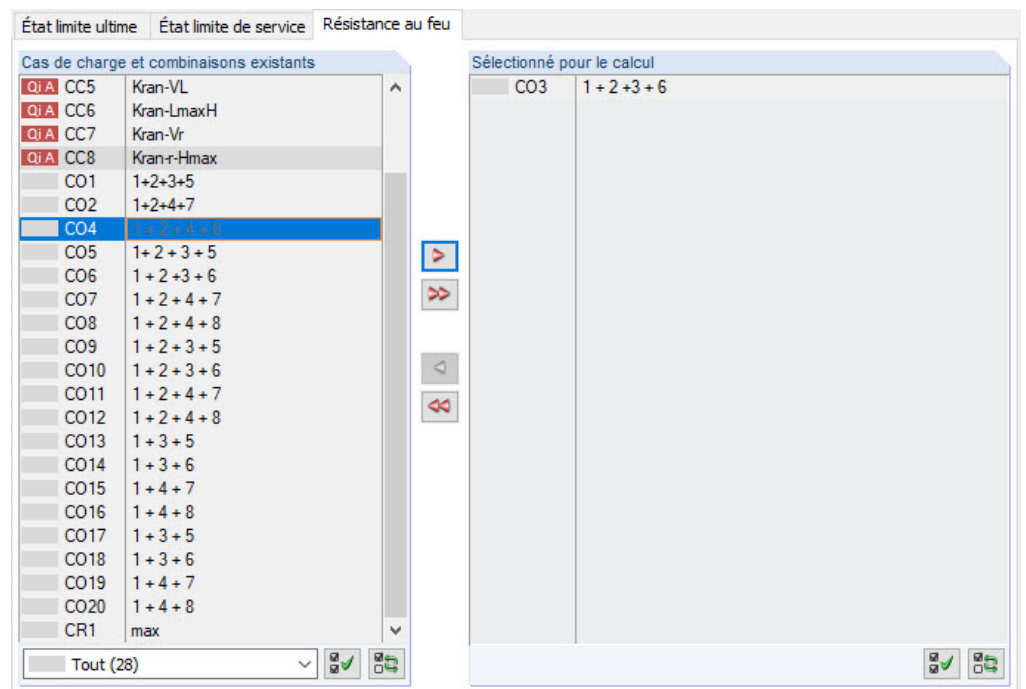 État limite ultime État limite de service Résistance au feu
Cas de charge et combinaisons existants
Qi A CC5 Kran-VL
Qi A CC6 Kran-LmaxH
Qi A CC7 Kran-Vr
Qi A CC8 Kran-r-Hmax
CO1 1+2+3+5
CO2 1+2+4+7
CO4 1 + 2 + 4 + 8
CO5 1+ 2 + 3 + 5
CO6 1 + 2 +3 + 6
CO7 1 + 2 + 4 + 7
CO8 1 + 2 + 4 + 8
CO9 1 + 2 + 3 + 5
CO10 1 + 2 + 3 + 6
CO11 1 + 2 + 4 + 7
CO12 1 + 2 + 4 + 8
CO13 1 + 3 + 5
CO14 1 + 3 + 6
CO15 1 + 4 + 7
CO16 1 + 4 + 8
CO17 1 + 3 + 5
CO18 1 + 3 + 6
CO19 1 + 4 + 7
CO20 1 + 4 + 8
CR1 max
Tout (28)
Sélectionné pour le calcul
CO3 1 + 2 +3 + 6